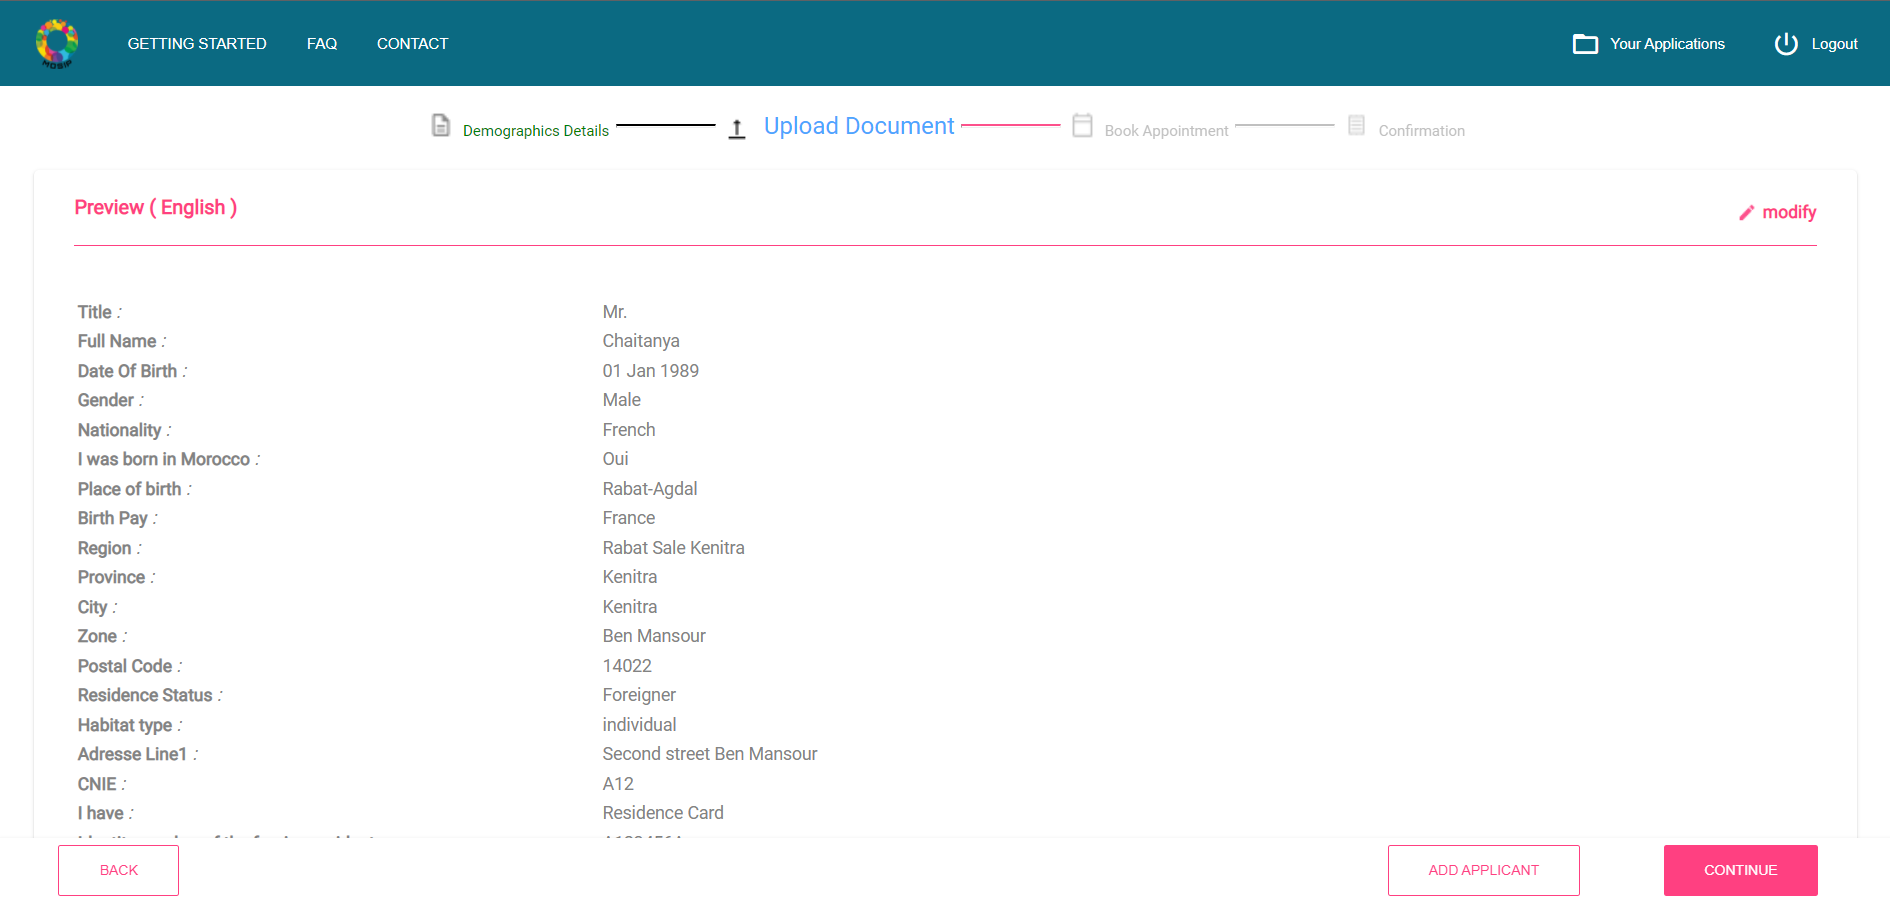 MOSIP
GETTING STARTED FAQ CONTACT Your Applications Logout
Demographics Details Upload Document Book Appointment Confirmation
Preview ( English ) modify
Title : Mr.
Full Name : Chaitanya
Date Of Birth : 01 Jan 1989
Gender : Male
Nationality : French
I was born in Morocco : Oui
Place of birth : Rabat-Agdal
Birth Pay : France
Region : Rabat Sale Kenitra
Province : Kenitra
City : Kenitra
Zone : Ben Mansour
Postal Code : 14022
Residence Status : Foreigner
Habitat type : individual
Adresse Line1 : Second street Ben Mansour
CNIE : A12
I have : Residence Card
BACK ADD APPLICANT CONTINUE